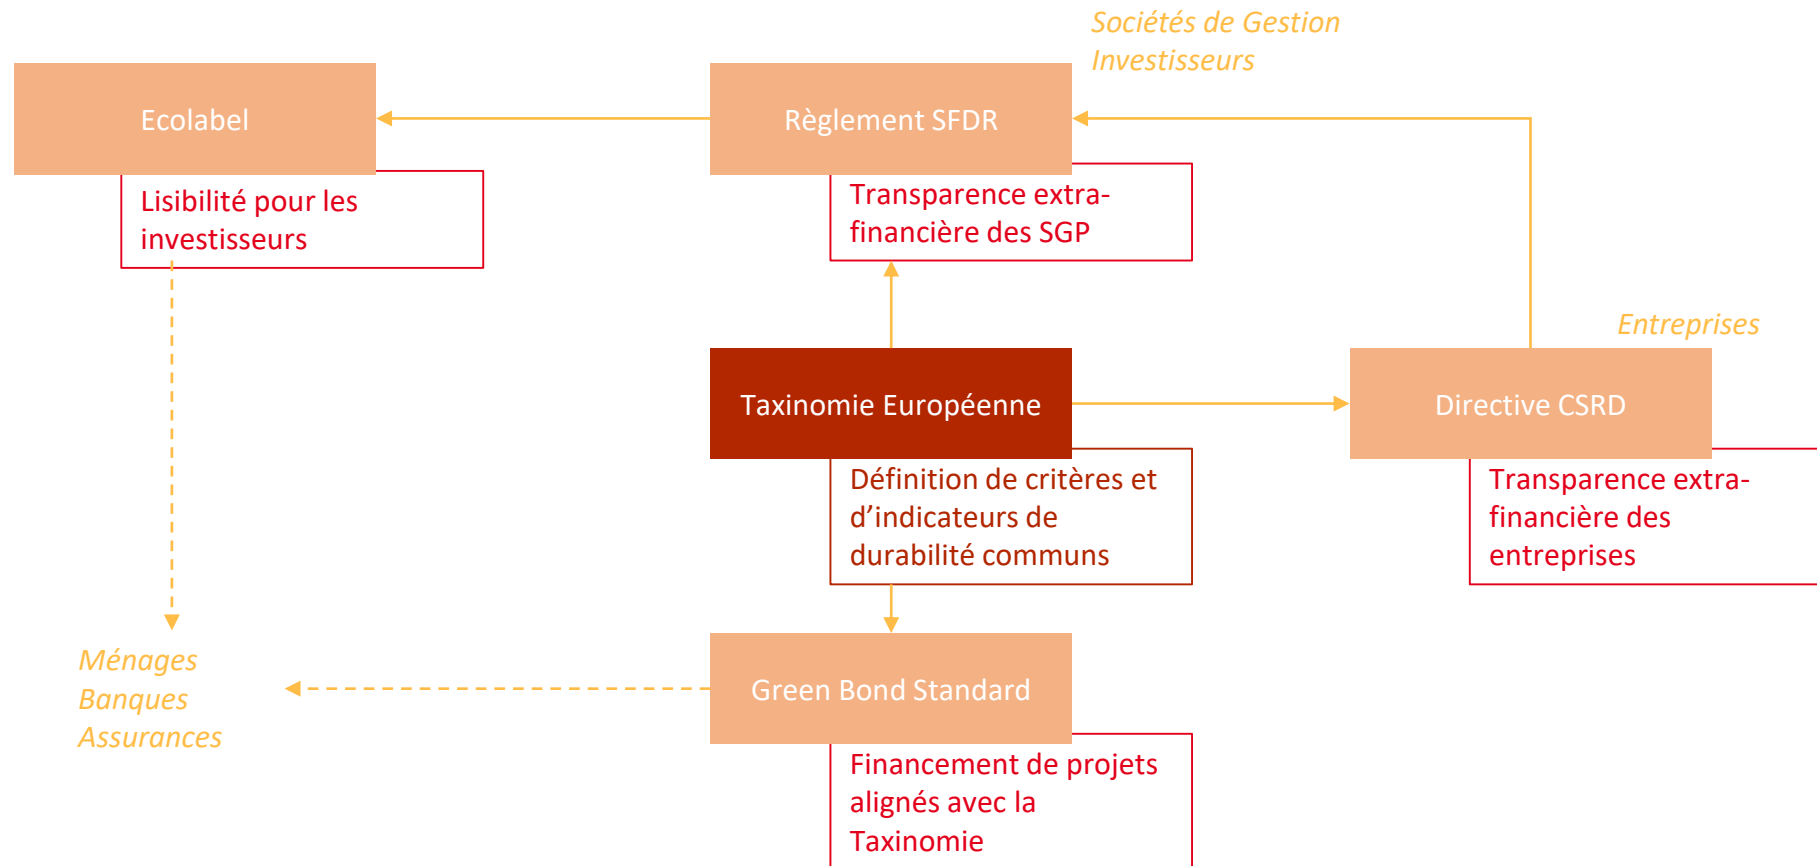 Sociétés de Gestion
Investisseurs
Ecolabel
Lisibilité pour les
investisseurs
Règlement SFDR
Transparence extra-
financière des SGP
Entreprises
Taxinomie Européenne
Définition de critères et
d’indicateurs de
durabilité communs
Directive CSRD
Transparence extra-
financière des
entreprises
Ménages
Banques
Assurances
Green Bond Standard
Financement de projets
alignés avec la
Taxinomie